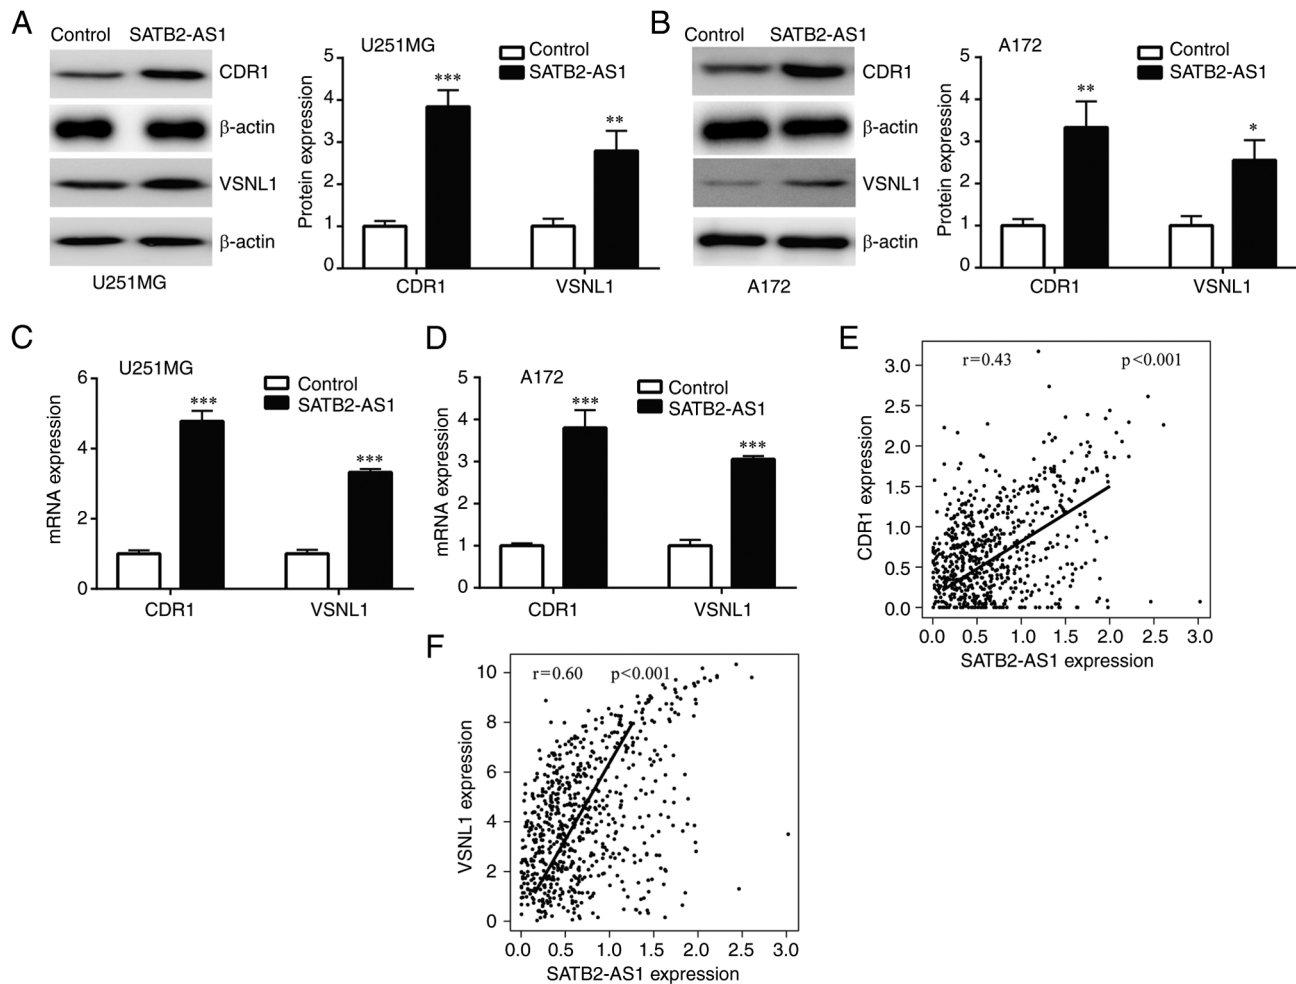 A
Control SATB2-AS1
CDR1
β-actin
VSNL1
β-actin
U251MG
U251MG
Control
SATB2-AS1
Protein expression
5
4
3
2
1
0
***
**
CDR1 VSNL1
B
Control SATB2-AS1
CDR1
β-actin
VSNL1
β-actin
A172
A172
Control
SATB2-AS1
Protein expression
5
4
3
2
1
0
**
*
CDR1 VSNL1
C
U251MG
Control
SATB2-AS1
mRNA expression
6
4
2
0
***
***
CDR1 VSNL1
D
A172
Control
SATB2-AS1
mRNA expression
5
4
3
2
1
0
***
***
CDR1 VSNL1
E
r=0.43 p<0.001
CDR1 expression
3.0
2.5
2.0
1.5
1.0
0.5
0.0
0.0 0.5 1.0 1.5 2.0 2.5 3.0
SATB2-AS1 expression
F
r=0.60 p<0.001
VSNL1 expression
10
8
6
4
2
0
0.0 0.5 1.0 1.5 2.0 2.5 3.0
SATB2-AS1 expression